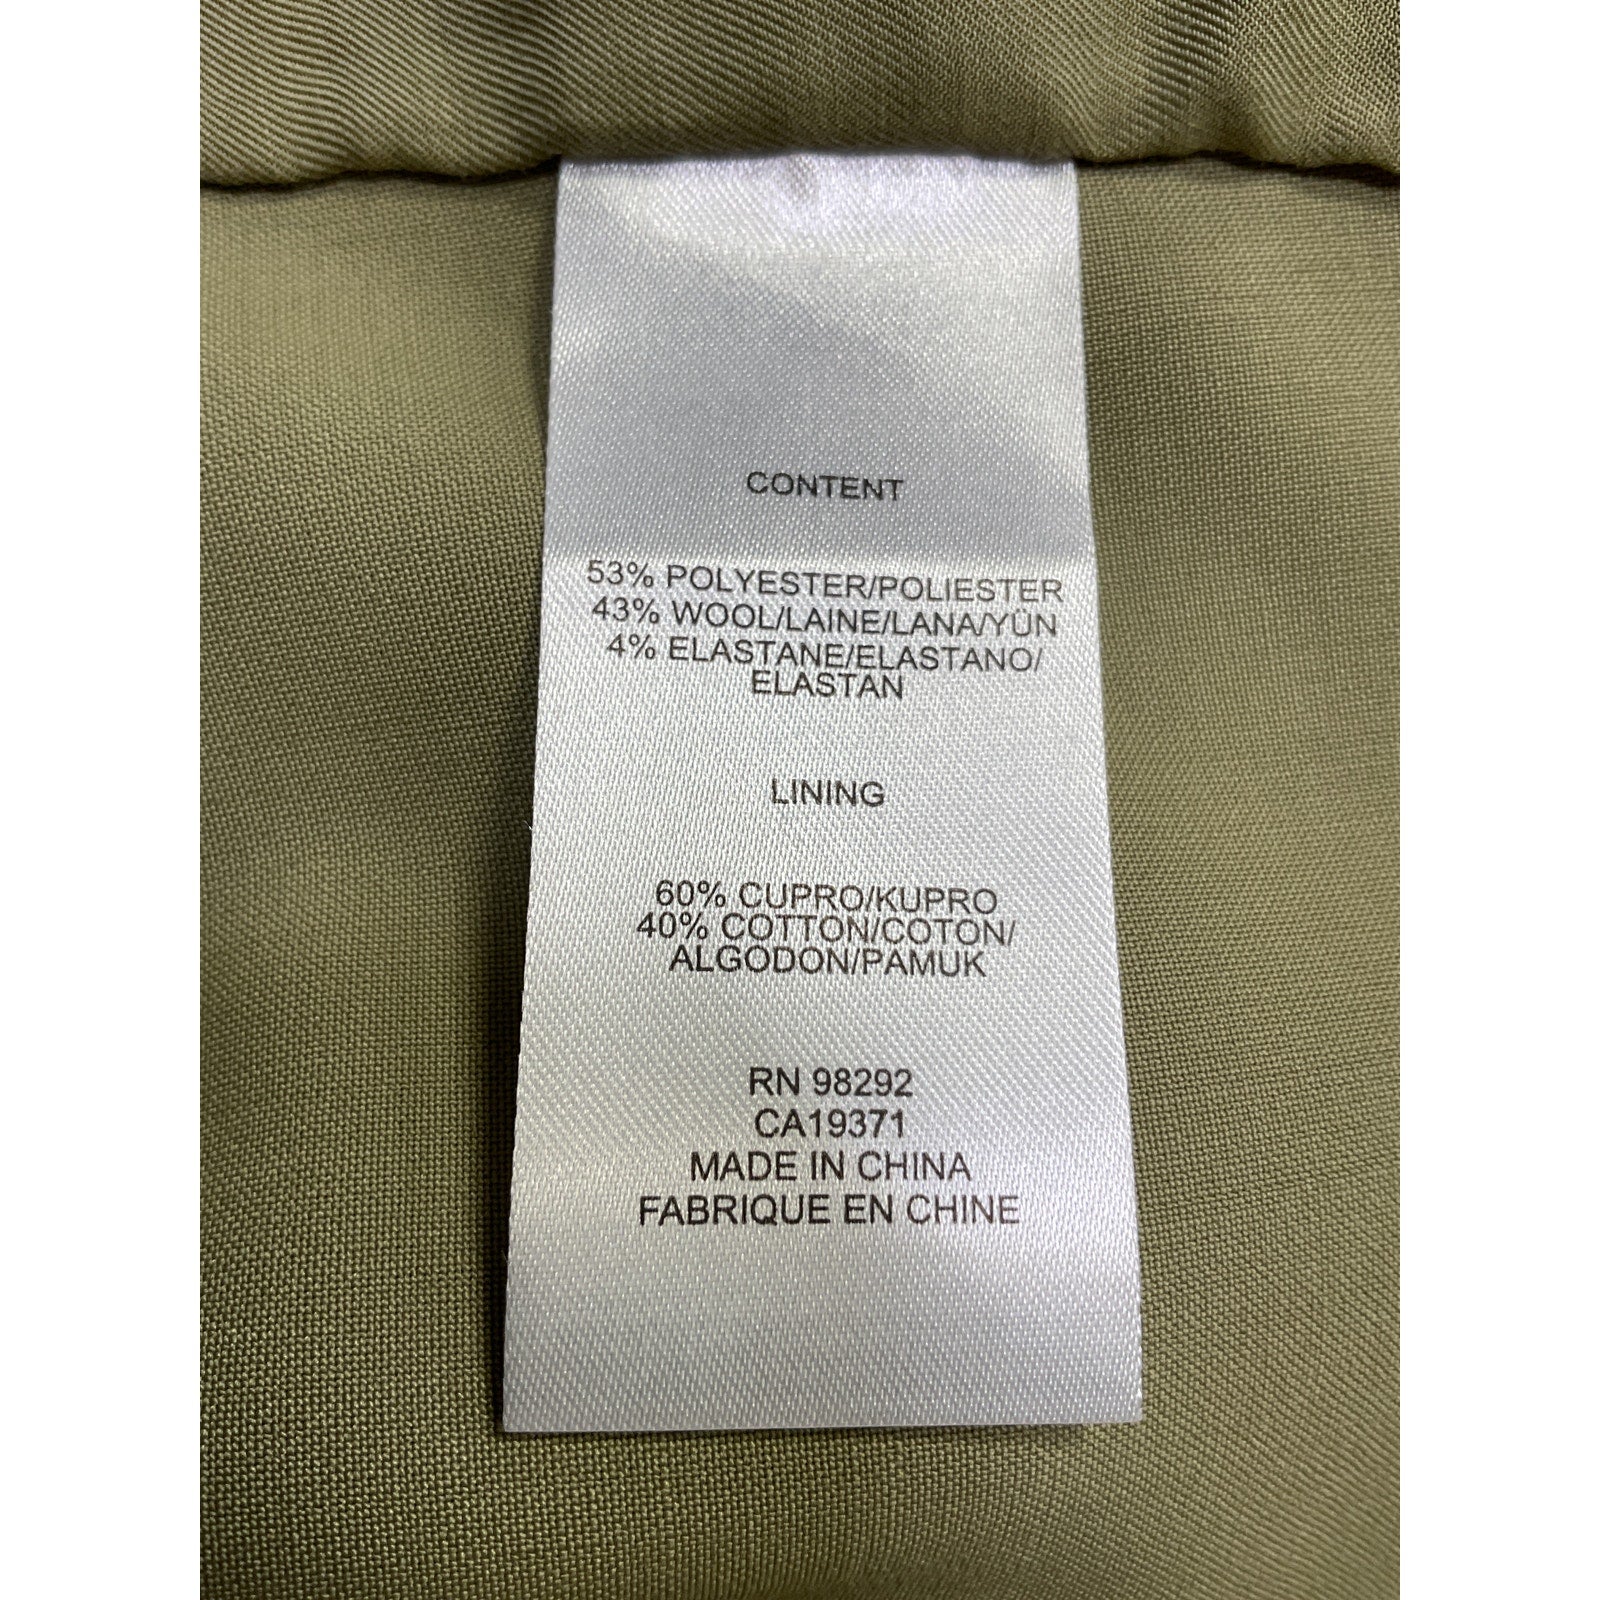 CONTENT
53% POLYESTER/POLIESTER
43% WOOL/LAINE/LANA/YÜN
4% ELASTANE/ELASTANO/
ELASTAN
LINING
60% CUPRO/KUPRO
40% COTTON/COTON/
ALGODON/PAMUK
RN 98292
CA19371
MADE IN CHINA
FABRIQUE EN CHINE